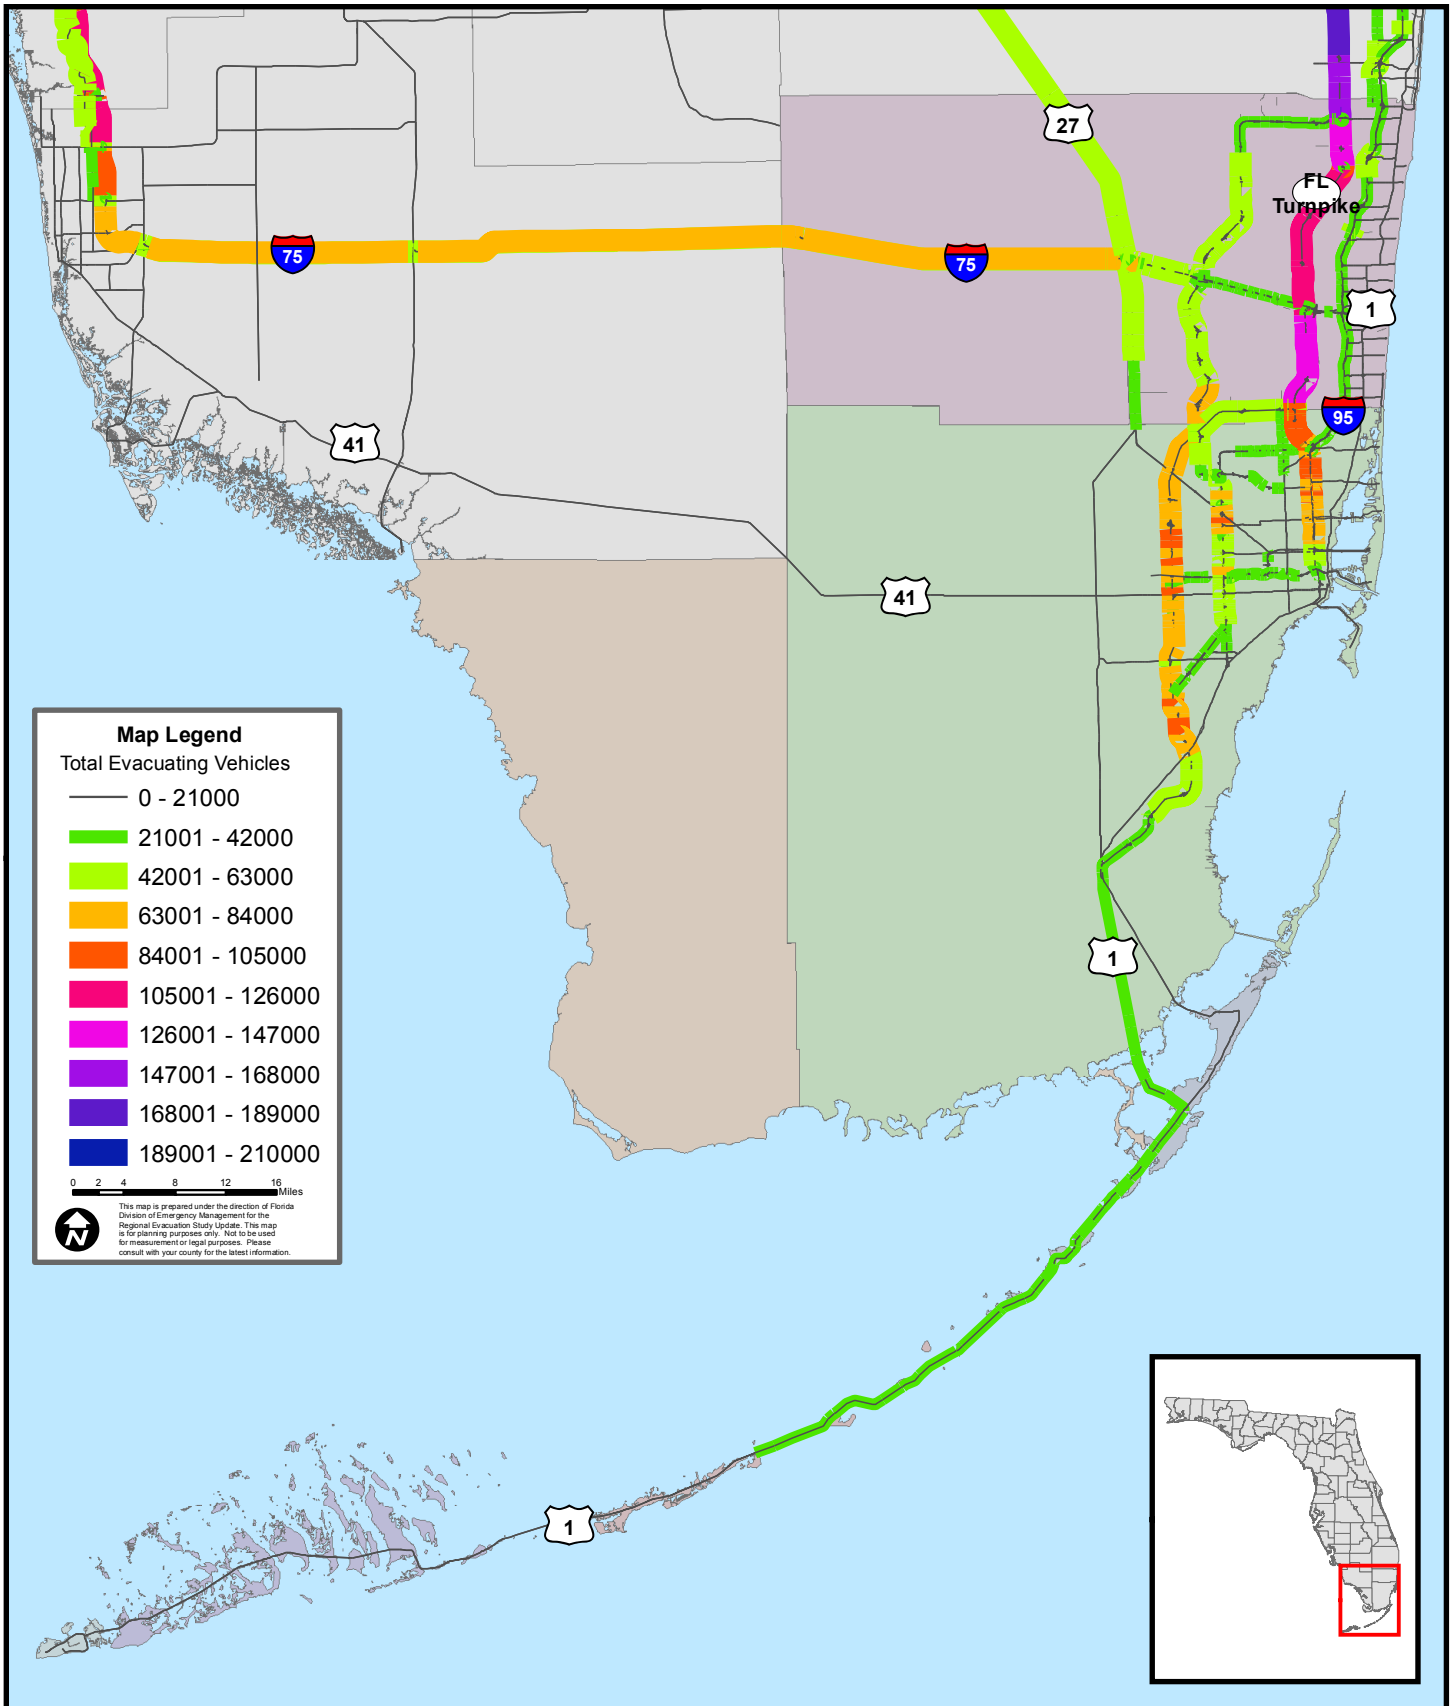 27
FL
Turnpike
75
75
1
95
41
41
1
1
Map Legend
Total Evacuating Vehicles
0 - 21000
21001 - 42000
42001 - 63000
63001 - 84000
84001 - 105000
105001 - 126000
126001 - 147000
147001 - 168000
168001 - 189000
189001 - 210000
0 2 4 8 12 16
Miles
N
This map is prepared under the direction of Florida
Division of Emergency Management for the
Regional Evacuation Study Update. This map
is for planning purposes only. Not to be used
for measurement or legal purposes. Please
consult with your county for the latest information.